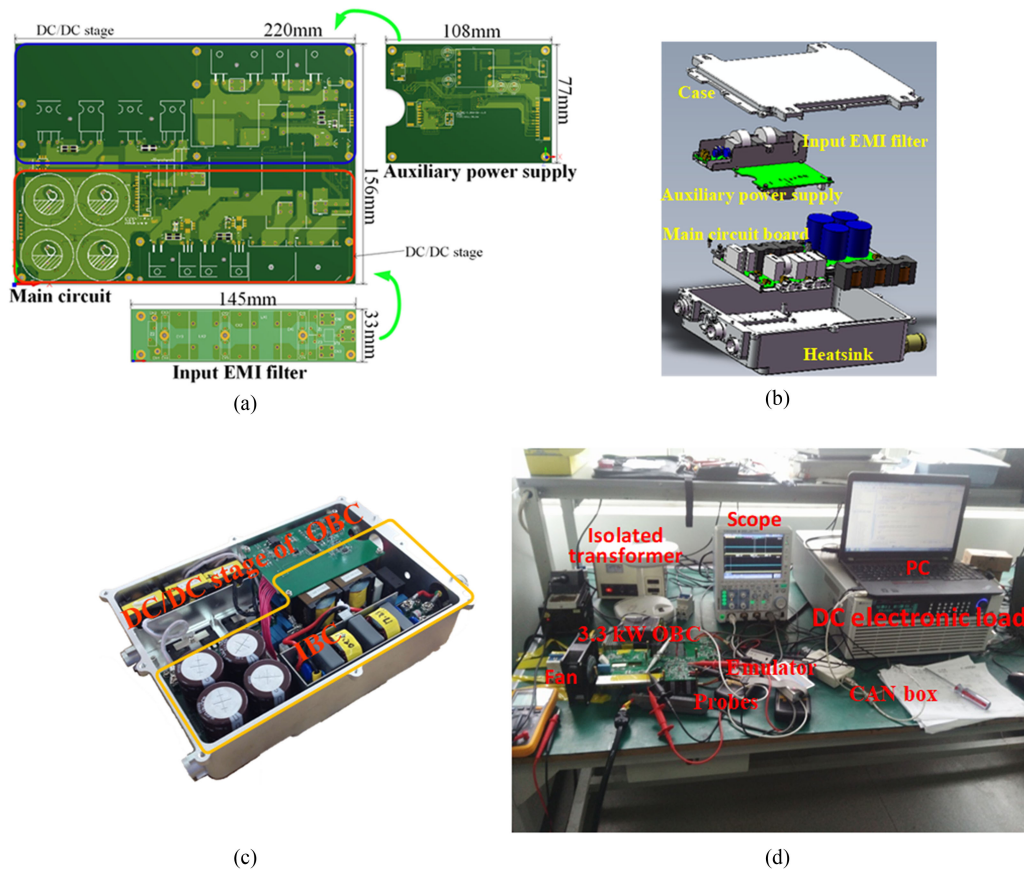 DC/DC stage
220mm
108mm
77mm
Auxiliary power supply
156mm
DC/DC stage
Main circuit
145mm
33mm
Input EMI filter
(a)
Case
Input EMI filter
Auxiliary power supply
Main circuit board
Heatsink
(b)
DC/DC stage of OBC
IBC
(c)
Scope
Isolated
transformer
PC
DC electronic load
3.3 kW OBC
Emulator
Fan
Probes
CAN box
(d)